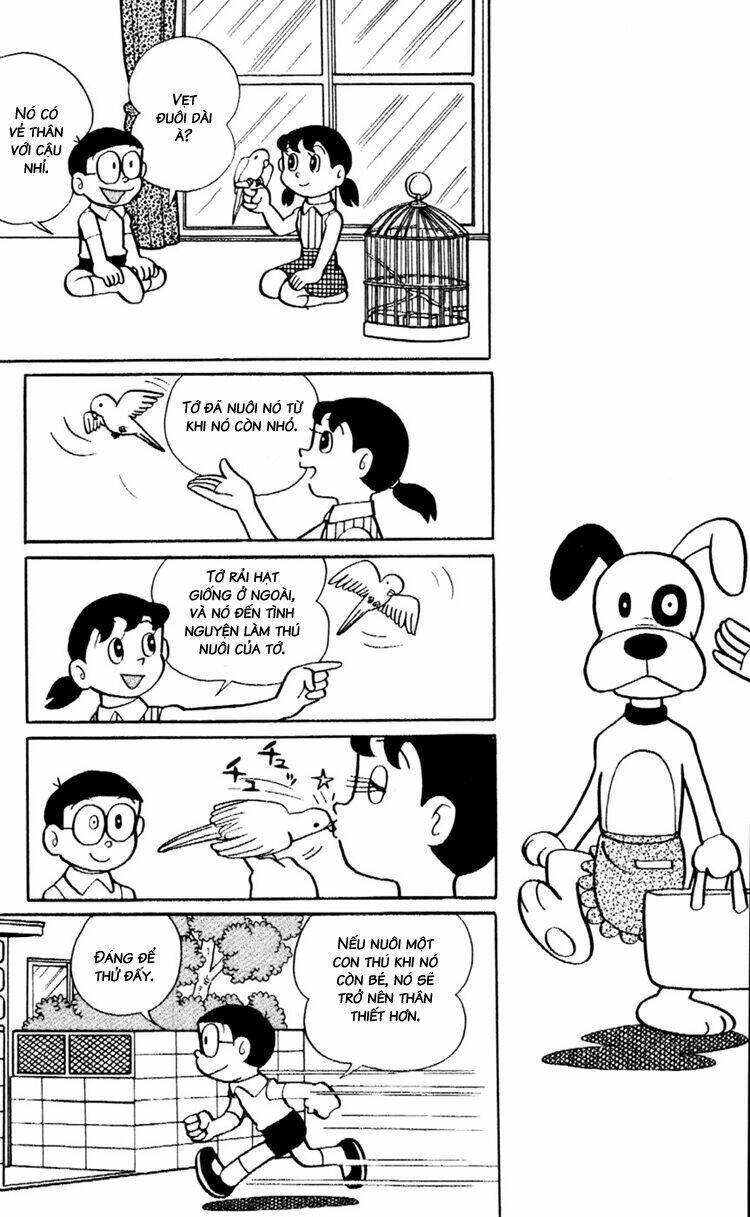 VẸT
ĐUÔI DÀI
À?
NÓ CÓ
VẺ THÂN
VỚI CẬU
NHỈ.
TỚ ĐÃ NUÔI NÓ TỪ
KHI NÓ CÒN NHỎ.
TỚ RẢI HẠT
GIỐNG Ở NGOÀI,
VÀ NÓ ĐẾN TÌNH
NGUYỆN LÀM THÚ
NUÔI CỦA TỚ.
チュッ
チュッ
NẾU NUÔI MỘT
CON THÚ KHI NÓ
CÒN BÉ, NÓ SẼ
TRỞ NÊN THÂN
THIẾT HƠN.
ĐÁNG ĐỂ
THỬ ĐẤY.